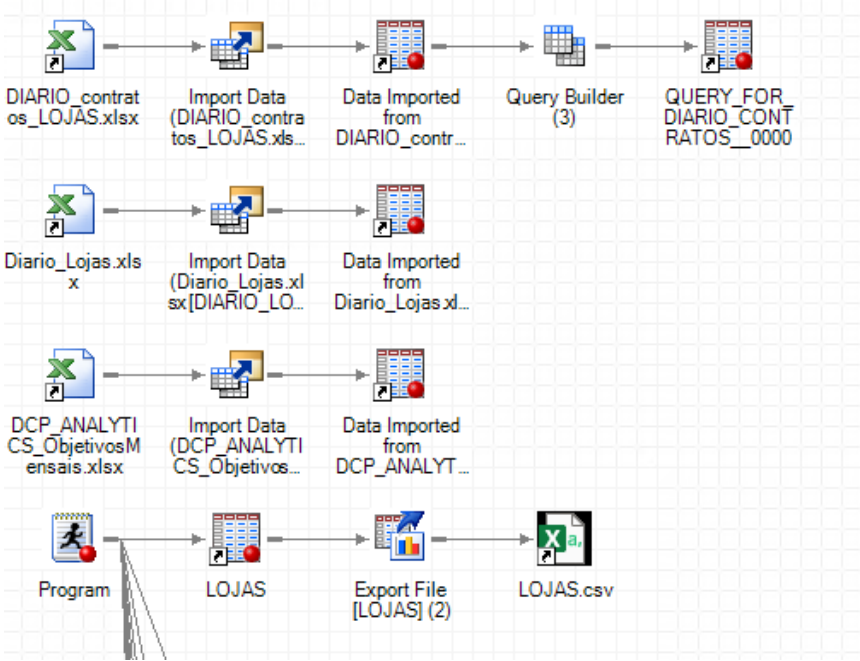 DIARIO_contrat
os_LOJAS.xlsx
Import Data
(DIARIO_contra
tos_LOJAS.xls...
Data Imported
from
DIARIO_contr...
Query Builder
(3)
QUERY_FOR_
DIARIO_CONT
RATOS__0000
Diario_Lojas.xls
x
Import Data
(Diario_Lojas.xl
sx[DIARIO_LO...
Data Imported
from
Diario_Lojas.xl...
DCP_ANALYTI
CS_ObjetivosM
ensais.xlsx
Import Data
(DCP_ANALYTI
CS_Objetivos...
Data Imported
from
DCP_ANALYT...
Program
LOJAS
Export File
[LOJAS] (2)
LOJAS.csv